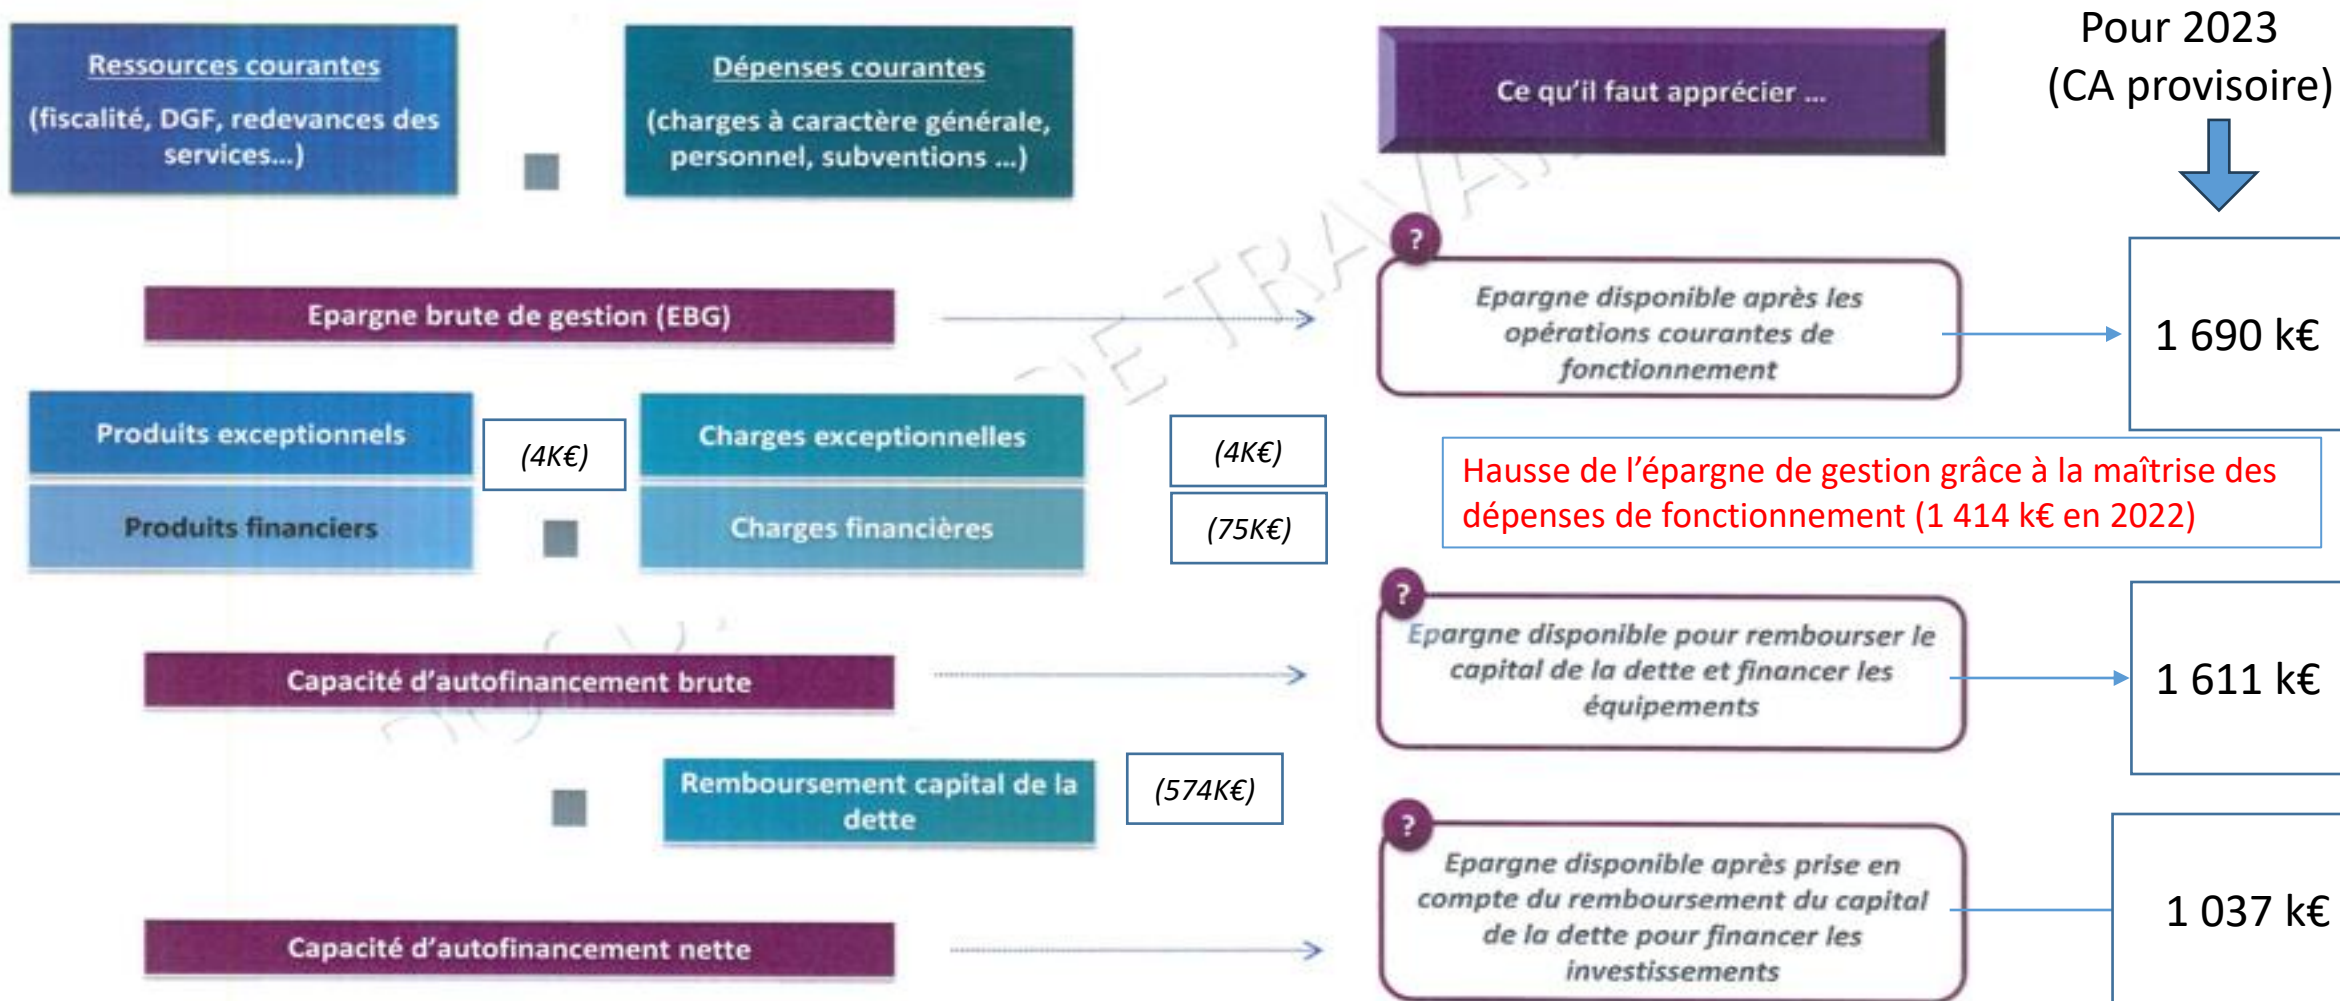 Ressources courantes
(fiscalité, DGF, redevances des
services...)
Dépenses courantes
(charges à caractère générale,
personnel, subventions ...)
Ce qu'il faut apprécier ...
Pour 2023
(CA provisoire)
DE TRAVAIL
Epargne brute de gestion (EBG)
?
Epargne disponible après les
opérations courantes de
fonctionnement
1 690 k€
Produits exceptionnels
(4K€)
Charges exceptionnelles
(4K€)
Produits financiers
Charges financières
(75K€)
Hausse de l'épargne de gestion grâce à la maîtrise des
dépenses de fonctionnement (1 414 k€ en 2022)
Capacité d'autofinancement brute
?
Epargne disponible pour rembourser le
capital de la dette et financer les
équipements
1 611 k€
Remboursement capital de la
dette
(574K€)
Capacité d'autofinancement nette
?
Epargne disponible après prise en
compte du remboursement du capital
de la dette pour financer les
investissements
1 037 k€